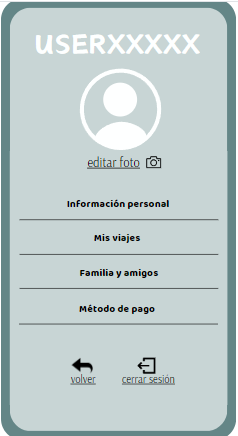 USERXXXXX
editar foto
Información personal
Mis viajes
Familia y amigos
Método de pago
volver
cerrar sesión